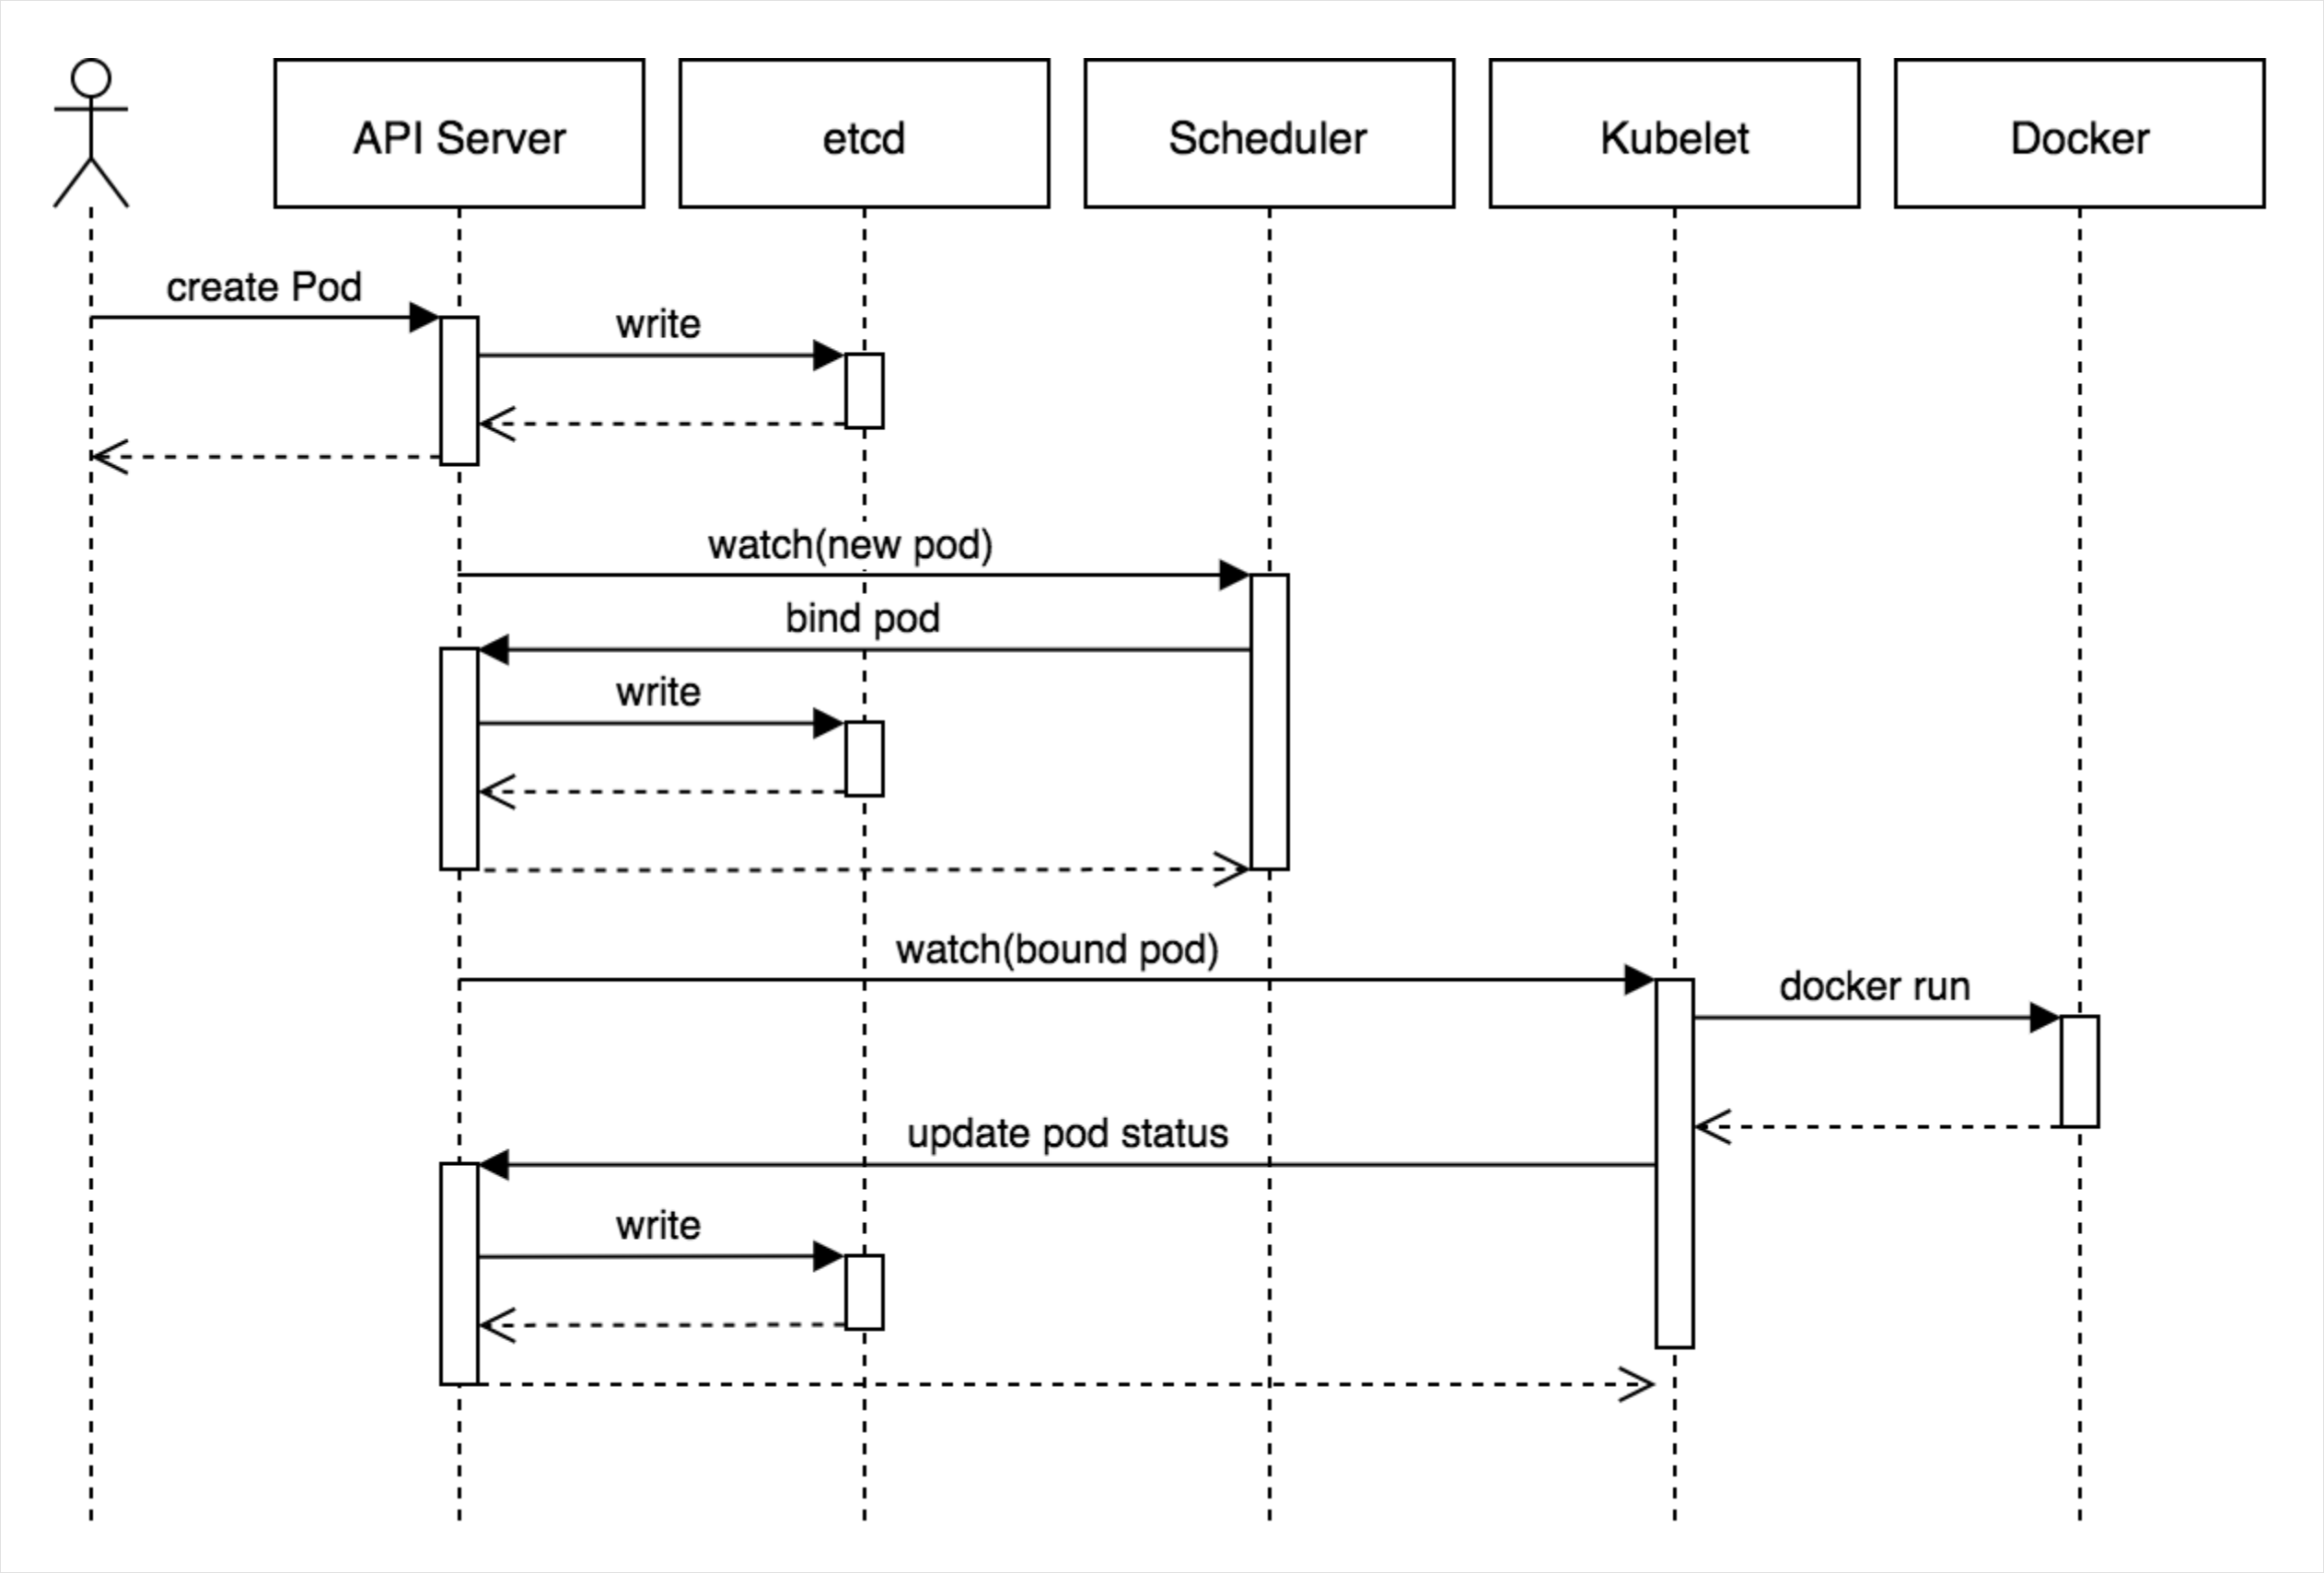 API Server
etcd
Scheduler
Kubelet
Docker
create Pod
write
watch(new pod)
bind pod
write
watch(bound pod)
docker run
update pod status
write